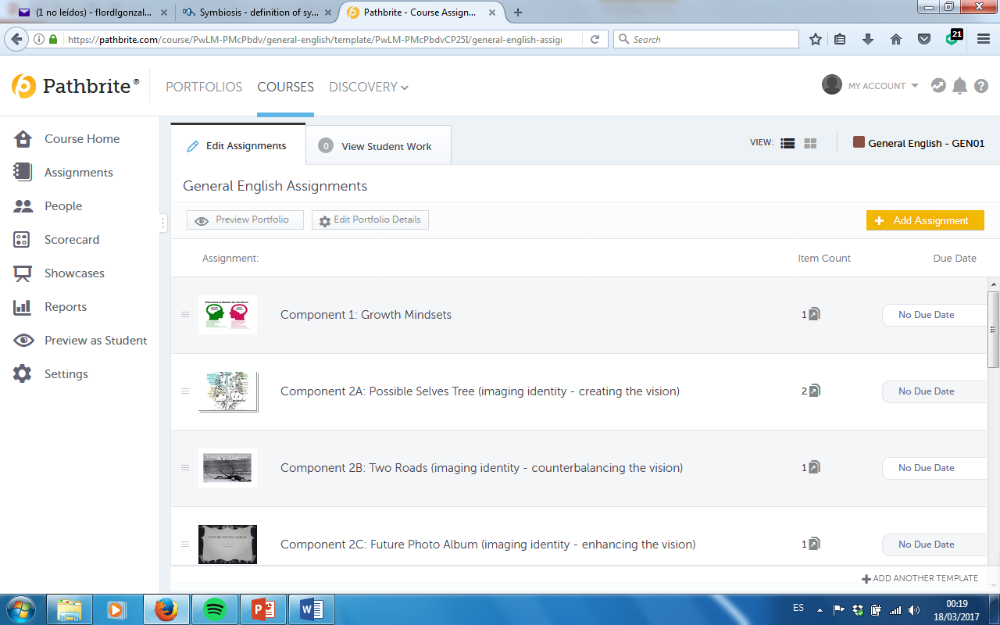 (1 no leídos) - flordlgonzal...
Symbiosis - definition of sy...
Pathbrite - Course Assignm...
https://pathbrite.com/course/PwLM-PMcPbdv/general-english/template/PwLM-PMcPbdvCP25I/general-english-assign
Search
21
Pathbrite®
PORTFOLIOS
COURSES
DISCOVERY
MY ACCOUNT
Course Home
Assignments
People
Scorecard
Showcases
Reports
Preview as Student
Settings
Edit Assignments
0 View Student Work
VIEW:
General English - GEN01
General English Assignments
Preview Portfolio
Edit Portfolio Details
+ Add Assignment
Assignment:
Item Count
Due Date
Component 1: Growth Mindsets
1
No Due Date
Component 2A: Possible Selves Tree (imaging identity - creating the vision)
2
No Due Date
Component 2B: Two Roads (imaging identity - counterbalancing the vision)
1
No Due Date
FUTURE PHOTO ALBUM
Component 2C: Future Photo Album (imaging identity - enhancing the vision)
1
No Due Date
+ ADD ANOTHER TEMPLATE
ES
00:19
18/03/2017